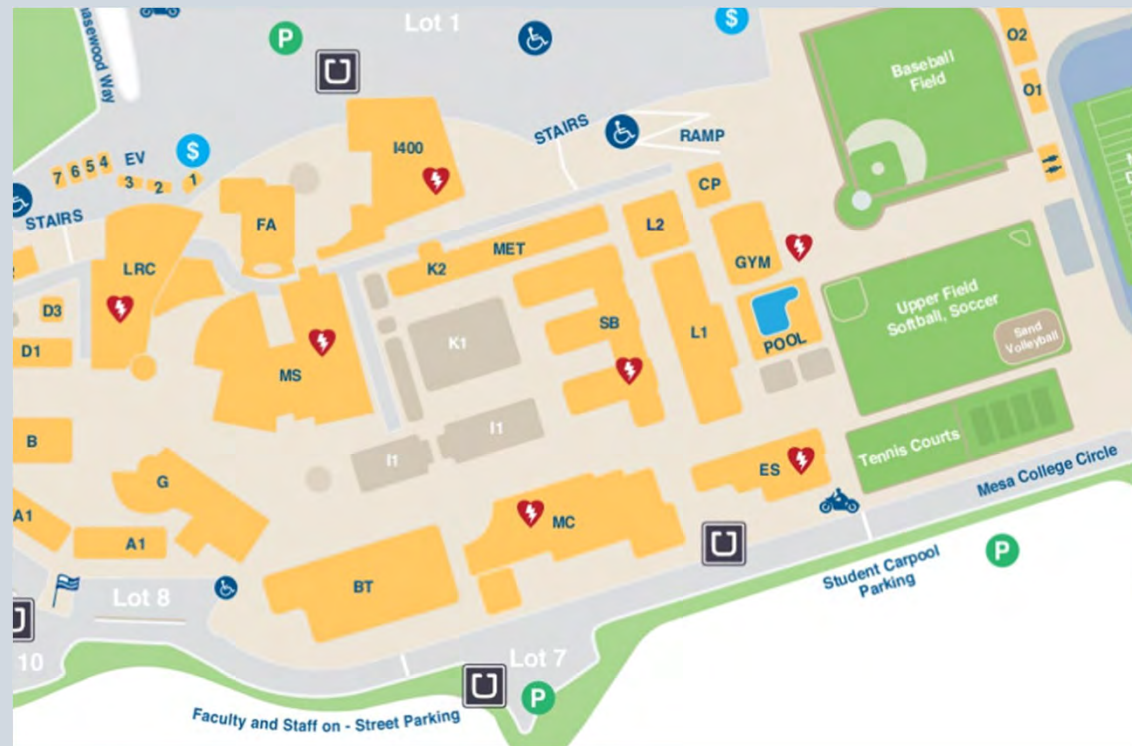 Lot 1
$
P
O2
Baseball
Field
O1
STAIRS
RAMP
I400
EV
$
7 6 5 4
3 2 1
CP
STAIRS
FA
L2
MET
GYM
LRC
K2
Upper Field
Softball, Soccer
D3
SB
L1
Sand
Volleyball
K1
POOL
D1
MS
I1
Tennis Courts
B
I1
ES
G
Mesa College Circle
A1
MC
A1
Student Carpool
Parking
P
BT
Lot 8
10
Lot 7
P
Faculty and Staff on - Street Parking